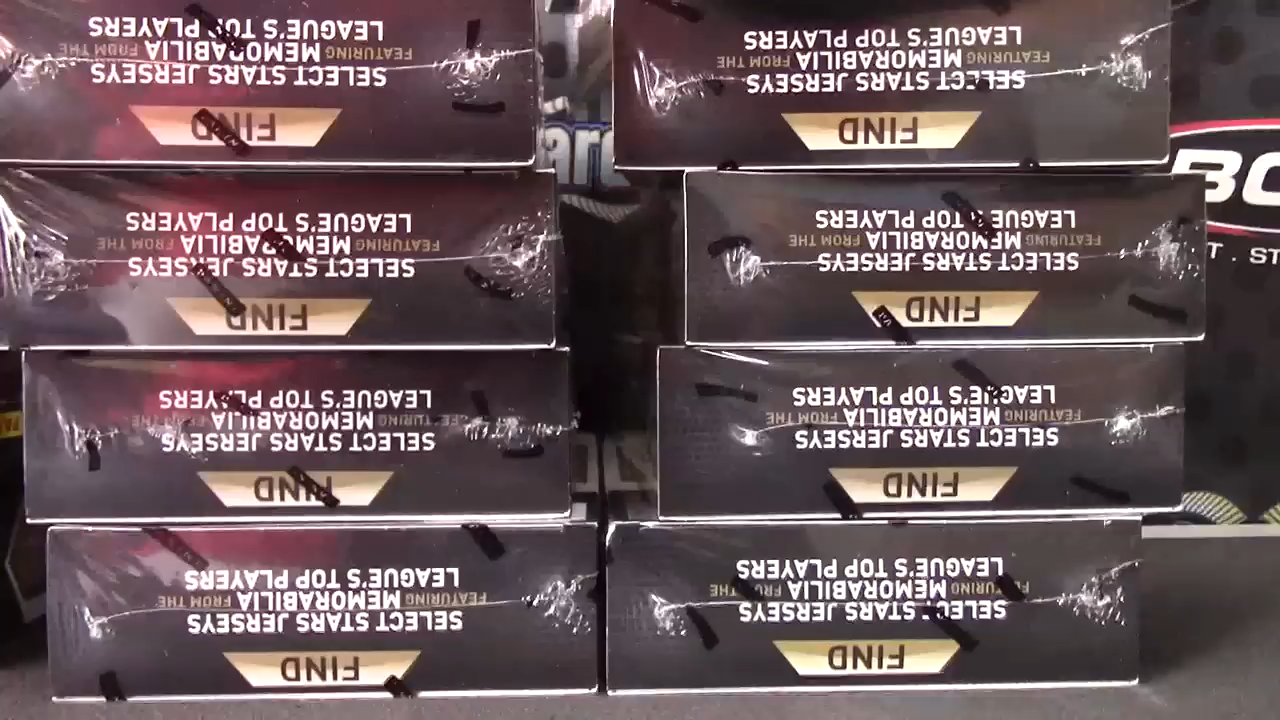 LEAGUE'S TOP PLAYERS
MEMORABILIA FROM THE
FEATURING
SELECT STARS JERSEYS
FIND
LEAGUE'S TOP PLAYERS
FEATURING MEMORABILIA FROM THE
SELECT STARS JERSEYS
FIND
FIND
SELECT STARS JERSEYS
FEATURING MEMORABILIA FROM THE
LEAGUE'S TOP PLAYERS
FIND
SELECT STARS JERSEYS
FEATURING MEMORABILIA FROM THE
LEAGUE'S TOP PLAYERS
FIND
SELECT STARS JERSEYS
FEATURING MEMORABILIA FROM THE
LEAGUE'S TOP PLAYERS
FIND
SELECT STARS JERSEYS
FEATURING MEMORABILIA FROM THE
LEAGUE'S TOP PLAYERS
FIND
SELECT STARS JERSEYS
FEATURING MEMORABILIA FROM THE
LEAGUE'S TOP PLAYERS
FIND
SELECT STARS JERSEYS
FEATURING MEMORABILIA FROM THE
LEAGUE'S TOP PLAYERS
BC
T . ST